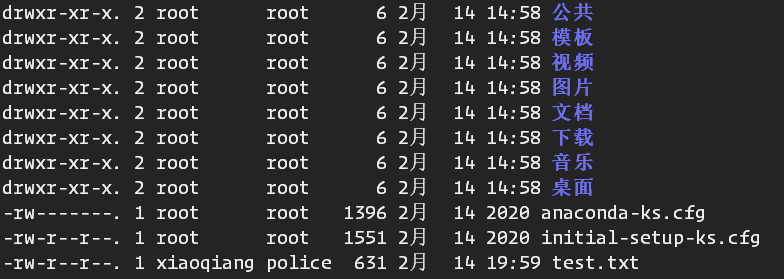 drwxr-xr-x. 2 root      root         6 2月  14 14:58 公共
drwxr-xr-x. 2 root      root         6 2月  14 14:58 模板
drwxr-xr-x. 2 root      root         6 2月  14 14:58 视频
drwxr-xr-x. 2 root      root         6 2月  14 14:58 图片
drwxr-xr-x. 2 root      root         6 2月  14 14:58 文档
drwxr-xr-x. 2 root      root         6 2月  14 14:58 下载
drwxr-xr-x. 2 root      root         6 2月  14 14:58 音乐
drwxr-xr-x. 2 root      root         6 2月  14 14:58 桌面
-rw-------. 1 root      root      1396 2月  14 2020 anaconda-ks.cfg
-rw-r--r--. 1 root      root      1551 2月  14 2020 initial-setup-ks.cfg
-rw-r--r--. 1 xiaoqiang police     631 2月  14 19:59 test.txt